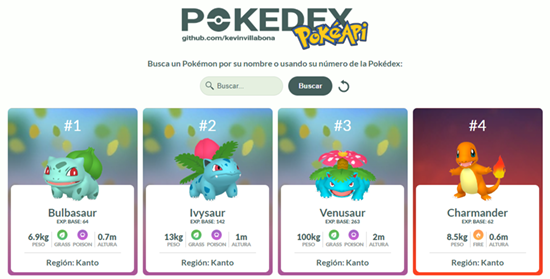 POKEDEX
PokéApi
github.com/kevinvillabona
Busca un Pokémon por su nombre o usando su número de la Pokédex:
Buscar...
Buscar
#1
Bulbasaur
EXP. BASE: 64
6.9kg
0.7m
PESO
GRASS
POISON
ALTURA
Región: Kanto
#2
Ivysaur
EXP. BASE: 142
13kg
1m
PESO
GRASS
POISON
ALTURA
Región: Kanto
#3
Venusaur
EXP. BASE: 263
100kg
2m
PESO
GRASS
POISON
ALTURA
Región: Kanto
#4
Charmander
EXP. BASE: 62
8.5kg
0.6m
PESO
FIRE
ALTURA
Región: Kanto